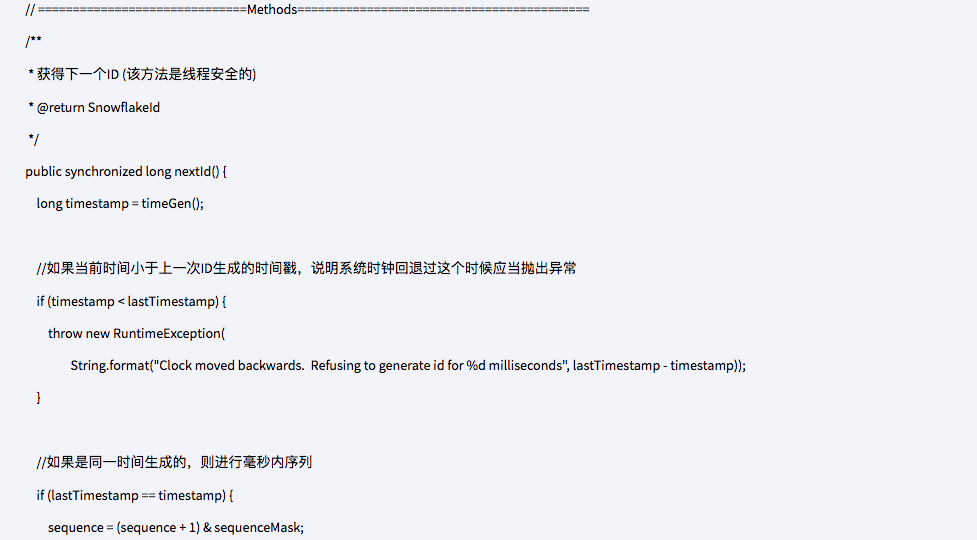 // ==============================Methods==========================================
/**
* 获得下一个ID (该方法是线程安全的)
* @return SnowflakeId
*/
public synchronized long nextId() {
long timestamp = timeGen();
//如果当前时间小于上一次ID生成的时间戳，说明系统时钟回退过这个时候应当抛出异常
if (timestamp < lastTimestamp) {
throw new RuntimeException(
String.format("Clock moved backwards.  Refusing to generate id for %d milliseconds", lastTimestamp - timestamp));
}
//如果是同一时间生成的，则进行毫秒内序列
if (lastTimestamp == timestamp) {
sequence = (sequence + 1) & sequenceMask;